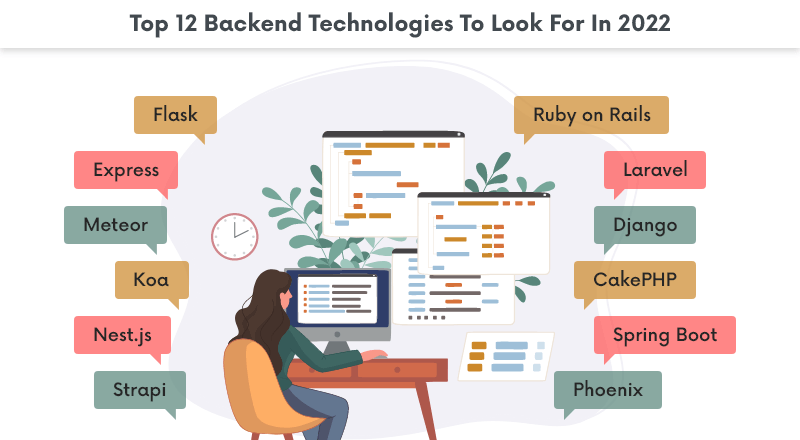 Top 12 Backend Technologies To Look For In 2022
Flask
Ruby on Rails
Express
Laravel
Meteor
Django
Koa
CakePHP
Nest.js
Spring Boot
Strapi
Phoenix